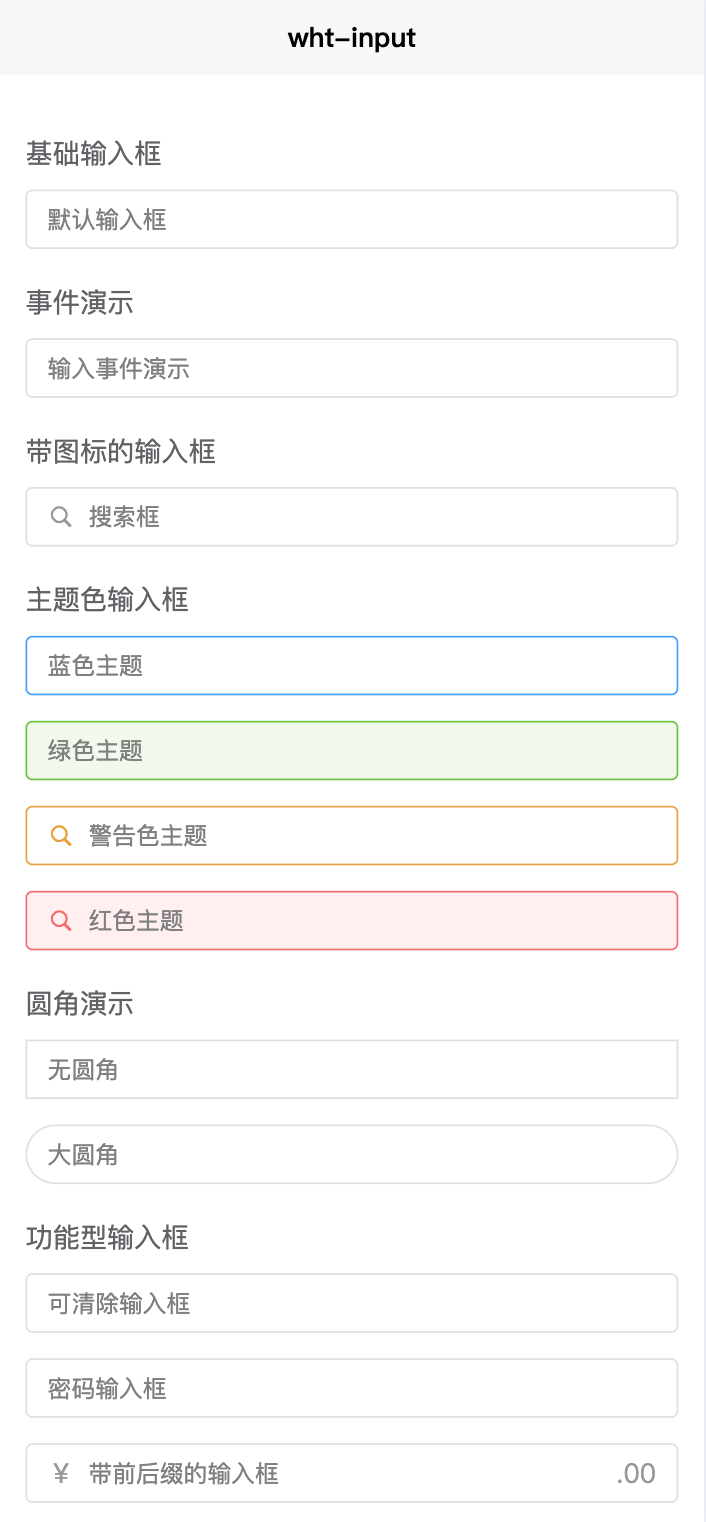 wht-input
基础输入框
默认输入框
事件演示
输入事件演示
带图标的输入框
搜索框
主题色输入框
蓝色主题
绿色主题
警告色主题
红色主题
圆角演示
无圆角
大圆角
功能型输入框
可清除输入框
密码输入框
¥ 带前后缀的输入框 .00